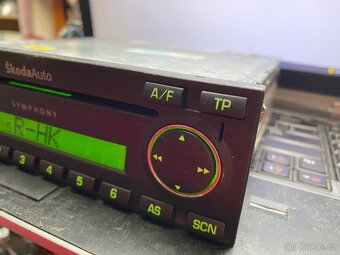 ŠkodaAuto
A/F
TP
SYMPHONY
R-HK
3
4
5
6
AS
SCN